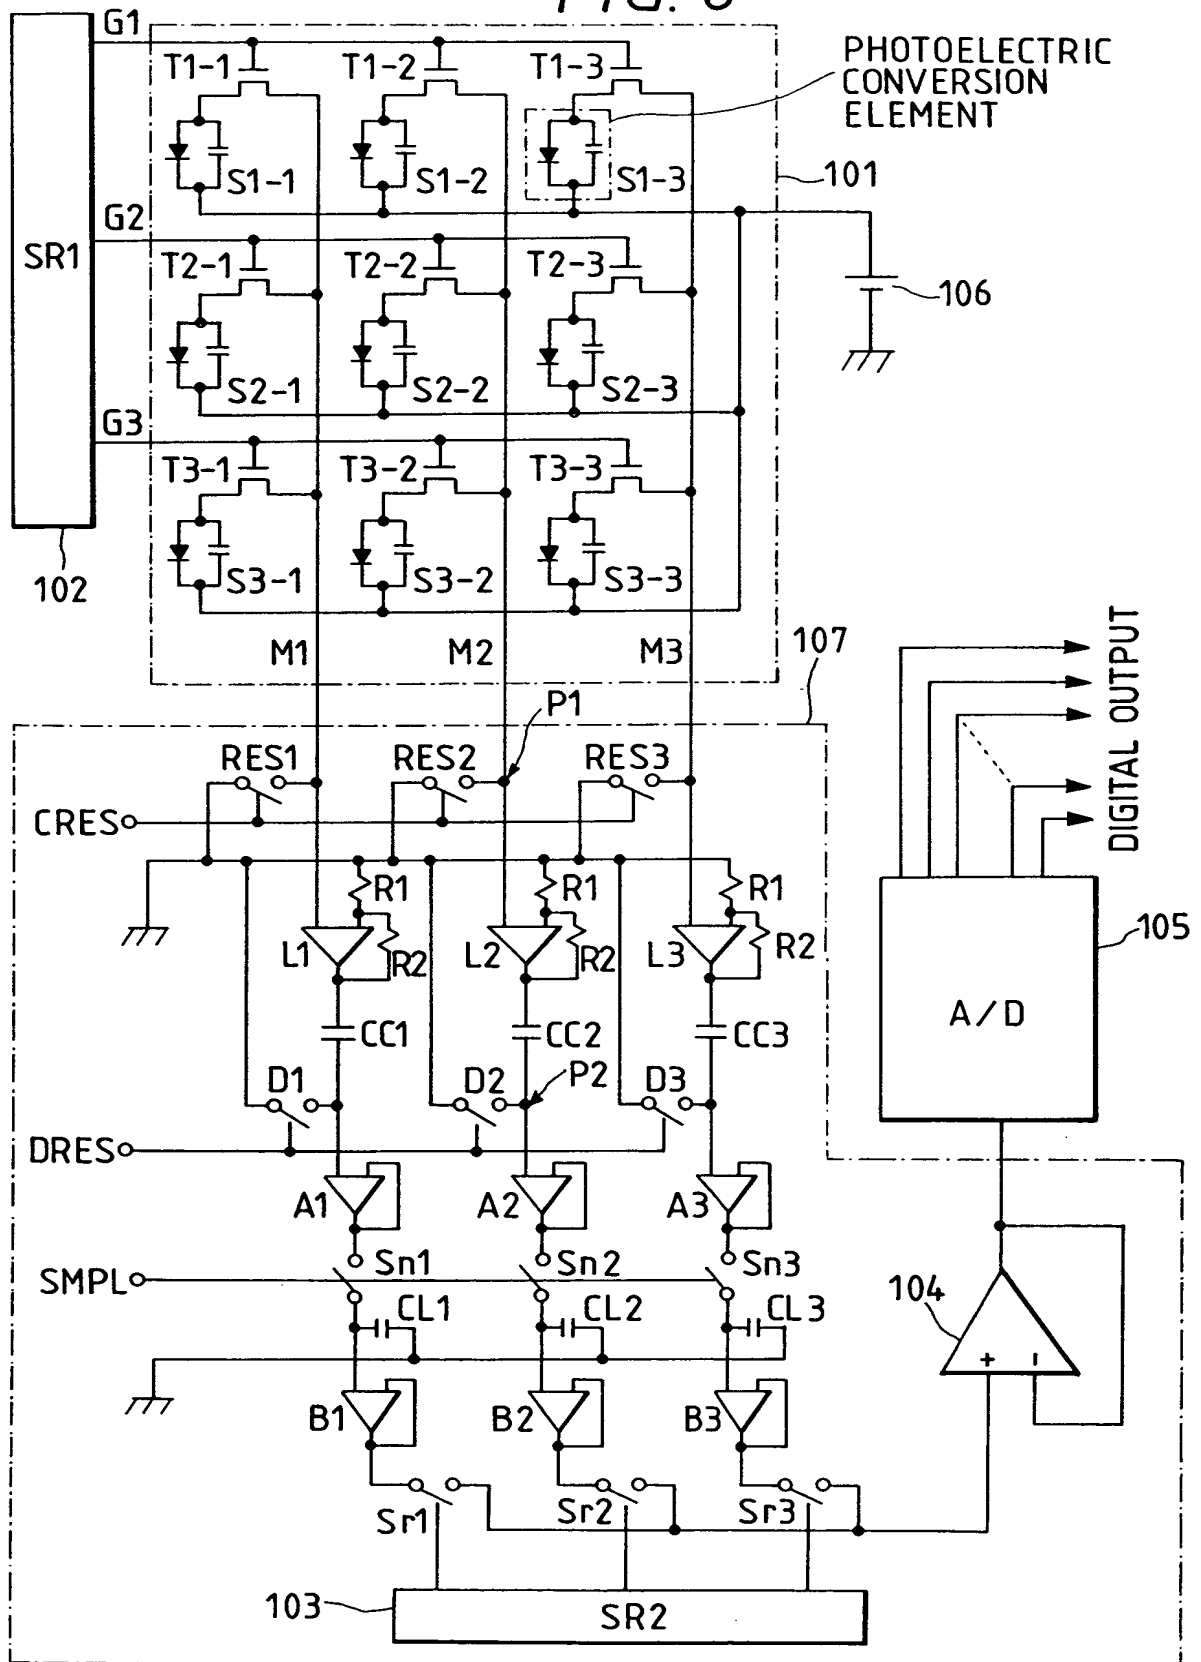 G1
T1-1 T1-2 T1-3
PHOTOELECTRIC
CONVERSION
ELEMENT
S1-1 S1-2 S1-3
101
G2
SR1
T2-1 T2-2 T2-3
106
S2-1 S2-2 S2-3
G3
T3-1 T3-2 T3-3
S3-1 S3-2 S3-3
102
M1 M2 M3
107
DIGITAL OUTPUT
P1
RES1 RES2 RES3
CRES
R1 R1 R1
L1 R2 L2 R2 L3 R2
105
A/D
CC1 CC2 CC3
P2
D1 D2 D3
DRES
A1 A2 A3
Sn1 Sn2 Sn3
SMPL
CL1 CL2 CL3
104
+ −
B1 B2 B3
Sr1 Sr2 Sr3
103
SR2